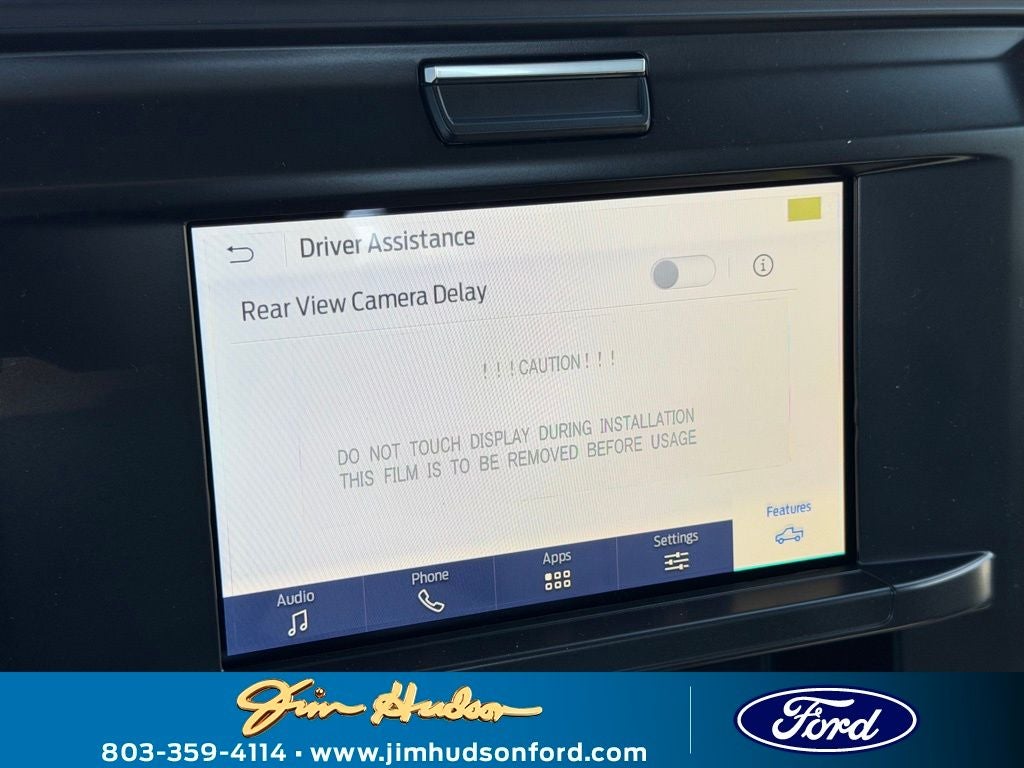 Driver Assistance
Rear View Camera Delay
!!!CAUTION!!!
DO NOT TOUCH DISPLAY DURING INSTALLATION
THIS FILM IS TO BE REMOVED BEFORE USAGE
Audio
Phone
Apps
Settings
Features
Jim Hudson
803-359-4114 • www.jimhudsonford.com
Ford